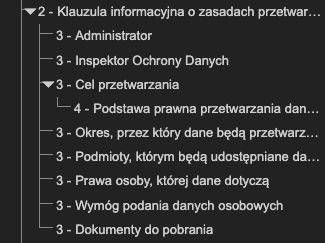 2 - Klauzula informacyjna o zasadach przetwar...
3 - Administrator
3 - Inspektor Ochrony Danych
3 - Cel przetwarzania
4 - Podstawa prawna przetwarzania dan...
3 - Okres, przez który dane będą przetwarz...
3 - Podmioty, którym będą udostępniane da...
3 - Prawa osoby, której dane dotyczą
3 - Wymóg podania danych osobowych
3 - Dokumenty do pobrania